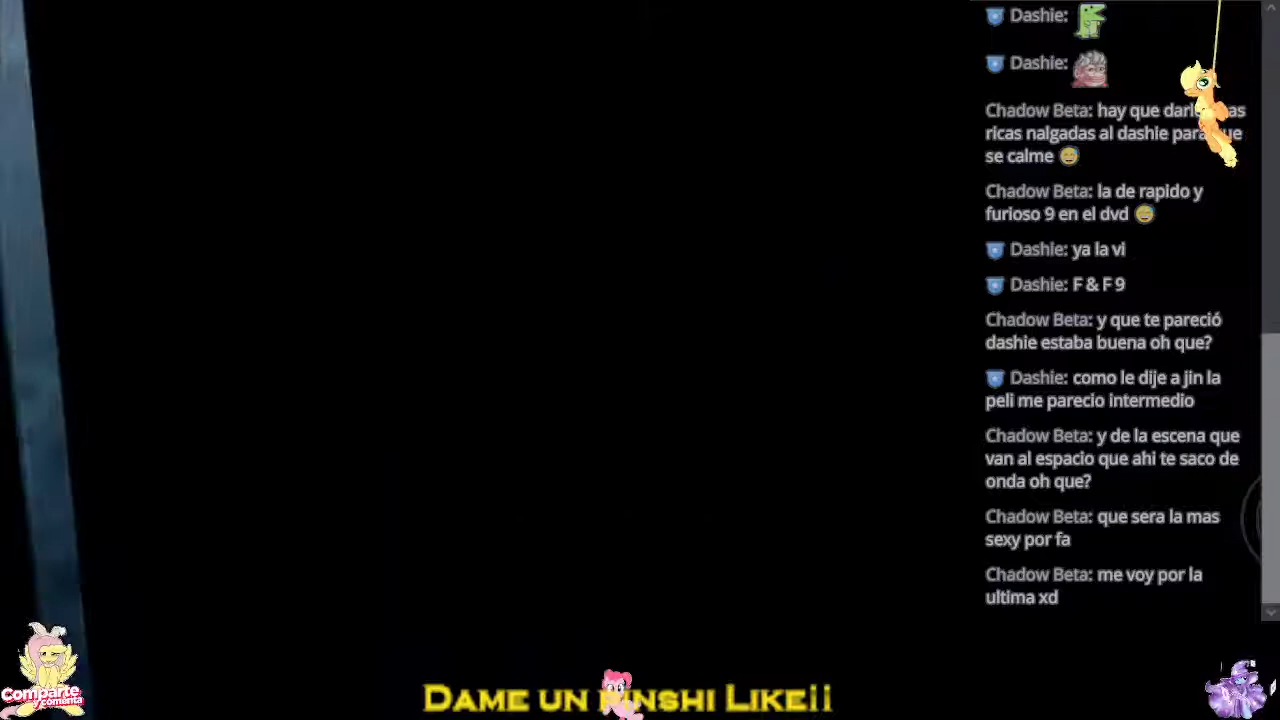 Dashie:
Dashie:
Chadow Beta: hay que
ricas nalgadas al dashie
se calme
Chadow Beta: la de rapido y
furioso 9 en el dvd
Dashie: ya la vi
Dashie: F & F 9
Chadow Beta: y que te pareció
dashie estaba buena oh que?
Dashie: como le dije a jin la
peli me parecio intermedio
Chadow Beta: y de la escena que
van al espacio que ahi te saco de
onda oh que?
Chadow Beta: que sera la mas
sexy por fa
Chadow Beta: me voy por la
ultima xd
Comparte
y comenta
DAME UN PINSHI LIKE!!